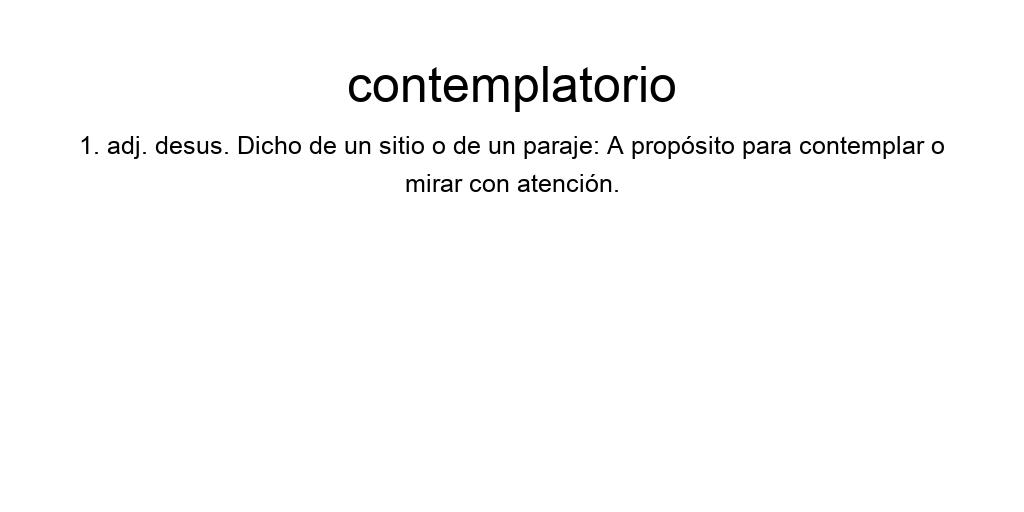 contemplatorio
1. adj. desus. Dicho de un sitio o de un paraje: A propósito para contemplar o
mirar con atención.